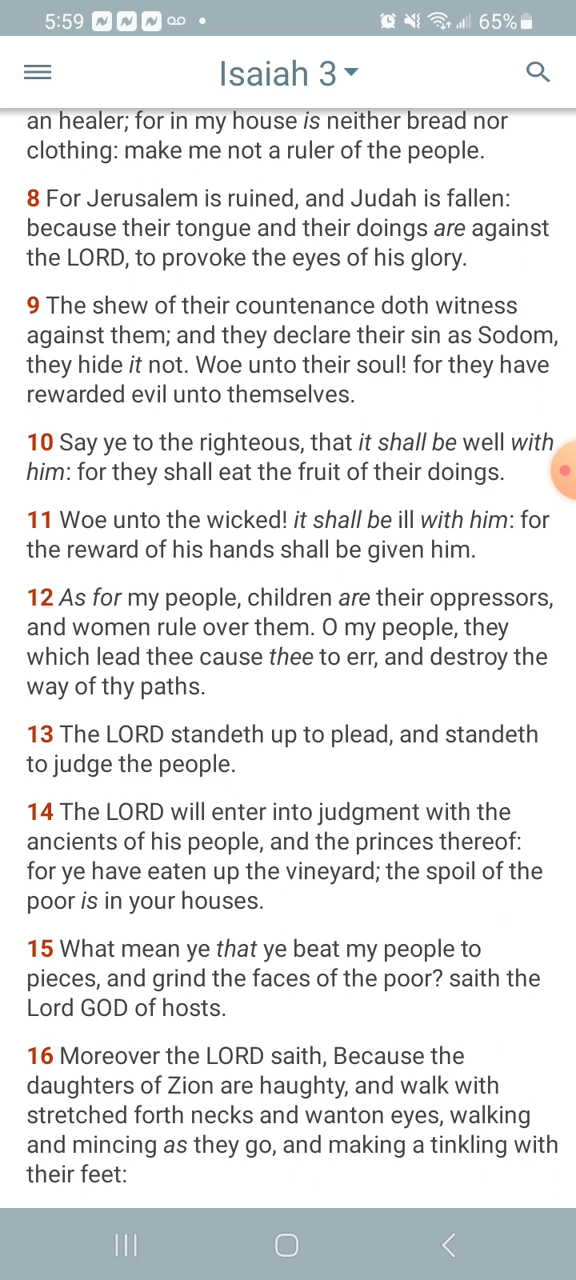 5:59
65%
Isaiah 3
an healer; for in my house is neither bread nor
clothing: make me not a ruler of the people.
8 For Jerusalem is ruined, and Judah is fallen:
because their tongue and their doings are against
the LORD, to provoke the eyes of his glory.
9 The shew of their countenance doth witness
against them; and they declare their sin as Sodom,
they hide it not. Woe unto their soul! for they have
rewarded evil unto themselves.
10 Say ye to the righteous, that it shall be well with
him: for they shall eat the fruit of their doings.
11 Woe unto the wicked! it shall be ill with him: for
the reward of his hands shall be given him.
12 As for my people, children are their oppressors,
and women rule over them. O my people, they
which lead thee cause thee to err, and destroy the
way of thy paths.
13 The LORD standeth up to plead, and standeth
to judge the people.
14 The LORD will enter into judgment with the
ancients of his people, and the princes thereof:
for ye have eaten up the vineyard; the spoil of the
poor is in your houses.
15 What mean ye that ye beat my people to
pieces, and grind the faces of the poor? saith the
Lord GOD of hosts.
16 Moreover the LORD saith, Because the
daughters of Zion are haughty, and walk with
stretched forth necks and wanton eyes, walking
and mincing as they go, and making a tinkling with
their feet: